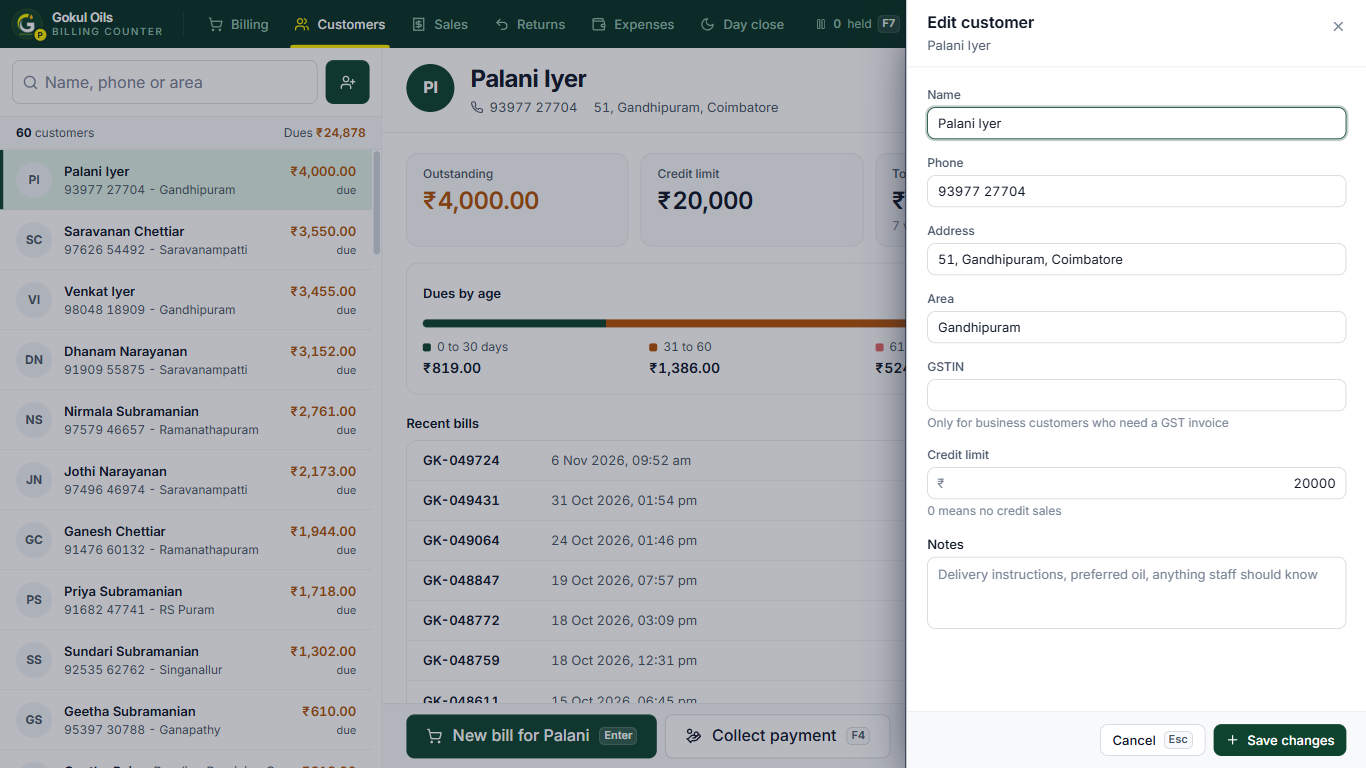 Gokul Oils
BILLING COUNTER
Billing
Customers
Sales
Returns
Expenses
Day close
0 held F7
Name, phone or area
60 customers
Dues ₹24,878
PI
Palani Iyer
₹4,000.00
93977 27704 - Gandhipuram
due
SC
Saravanan Chettiar
₹3,550.00
97626 54492 - Saravanampatti
due
VI
Venkat Iyer
₹3,455.00
98048 18909 - Gandhipuram
due
DN
Dhanam Narayanan
₹3,152.00
91909 55875 - Saravanampatti
due
NS
Nirmala Subramanian
₹2,761.00
97579 46657 - Ramanathapuram
due
JN
Jothi Narayanan
₹2,173.00
97496 46974 - Saravanampatti
due
GC
Ganesh Chettiar
₹1,944.00
91476 60132 - Ramanathapuram
due
PS
Priya Subramanian
₹1,718.00
91682 47741 - RS Puram
due
SS
Sundari Subramanian
₹1,302.00
92535 62762 - Singanallur
due
GS
Geetha Subramanian
₹610.00
95397 30788 - Ganapathy
due
PI
Palani Iyer
93977 27704
51, Gandhipuram, Coimbatore
Outstanding
₹4,000.00
Credit limit
₹20,000
Dues by age
0 to 30 days
₹819.00
31 to 60
₹1,386.00
61
Recent bills
GK-049724 6 Nov 2026, 09:52 am
GK-049431 31 Oct 2026, 01:54 pm
GK-049064 24 Oct 2026, 01:46 pm
GK-048847 19 Oct 2026, 07:57 pm
GK-048772 18 Oct 2026, 03:09 pm
GK-048759 18 Oct 2026, 12:31 pm
GK-048611 15 Oct 2026, 06:45 pm
New bill for Palani Enter
Collect payment F4
Edit customer
Palani Iyer
Name
Palani Iyer
Phone
93977 27704
Address
51, Gandhipuram, Coimbatore
Area
Gandhipuram
GSTIN
Only for business customers who need a GST invoice
Credit limit
₹ 20000
0 means no credit sales
Notes
Delivery instructions, preferred oil, anything staff should know
Cancel Esc
+ Save changes